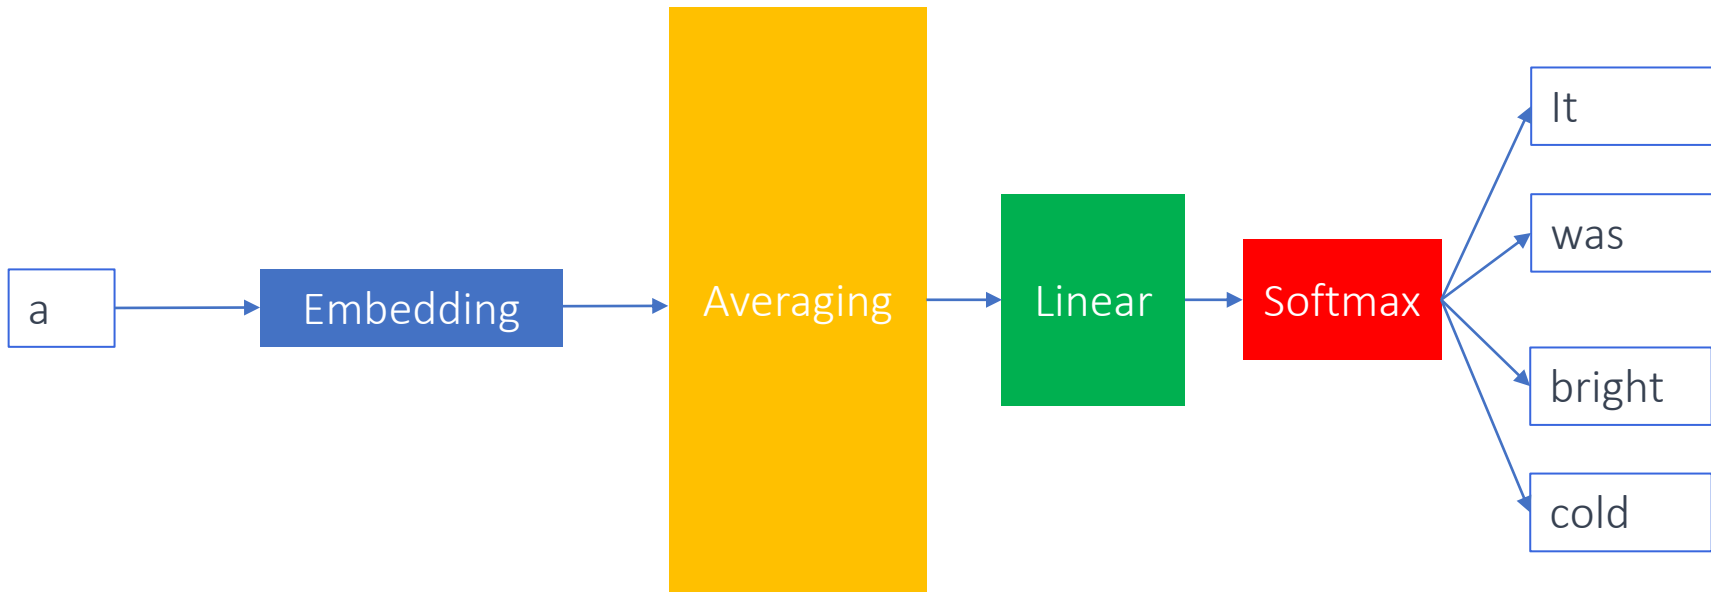 a
Embedding
Averaging
Linear
Softmax
It
was
bright
cold